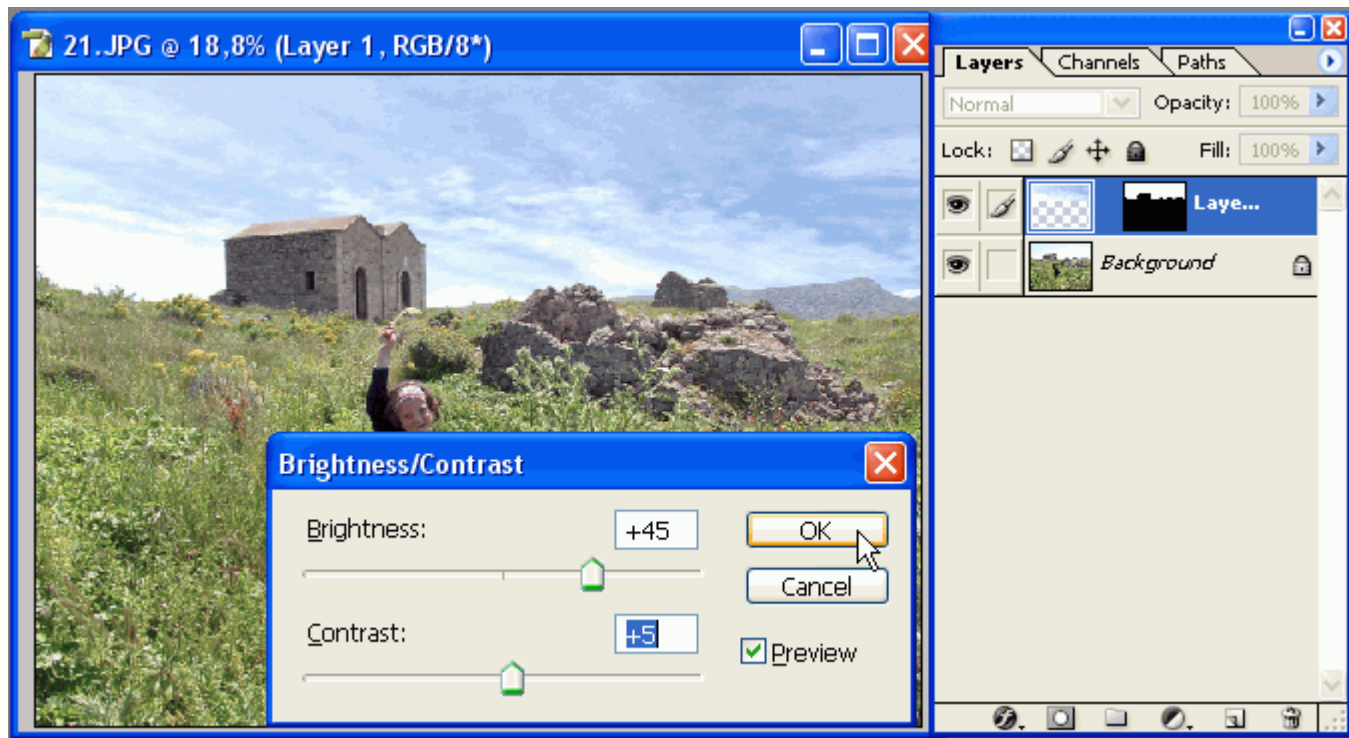 21.JPG @ 18,8% (Layer 1, RGB/8*)
Layers Channels Paths
Normal Opacity: 100%
Lock: Fill: 100%
Laye...
Background
Brightness/Contrast
Brightness: +45
OK
Cancel
Contrast: +5
Preview